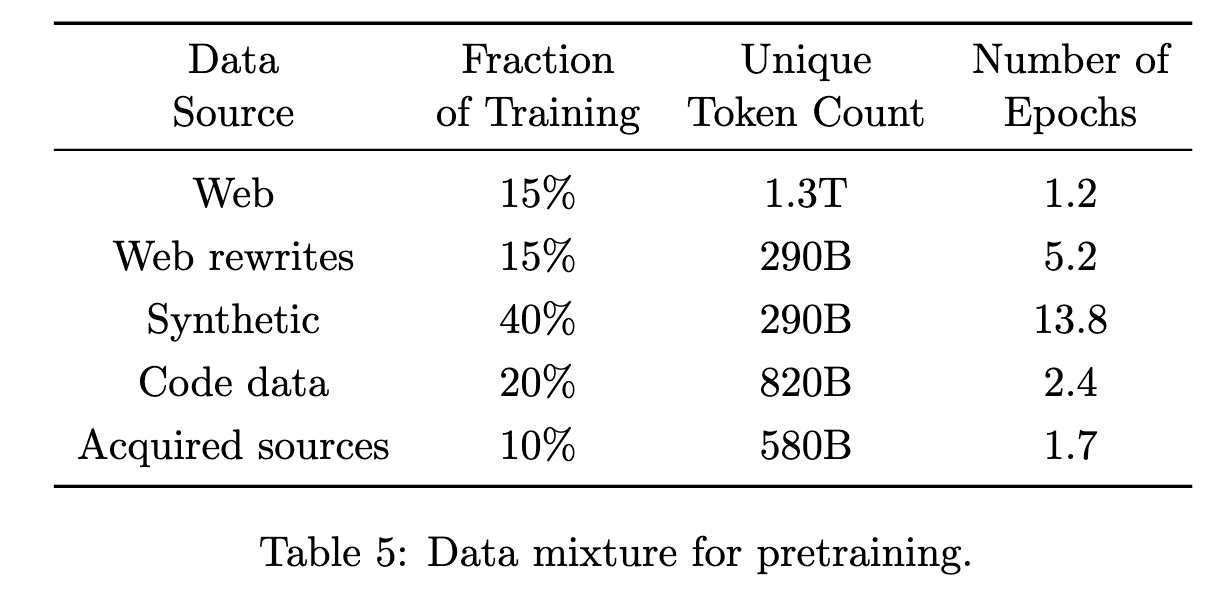 Data Fraction Unique Number of
Source of Training Token Count Epochs
Web 15% 1.3T 1.2
Web rewrites 15% 290B 5.2
Synthetic 40% 290B 13.8
Code data 20% 820B 2.4
Acquired sources 10% 580B 1.7
Table 5: Data mixture for pretraining.